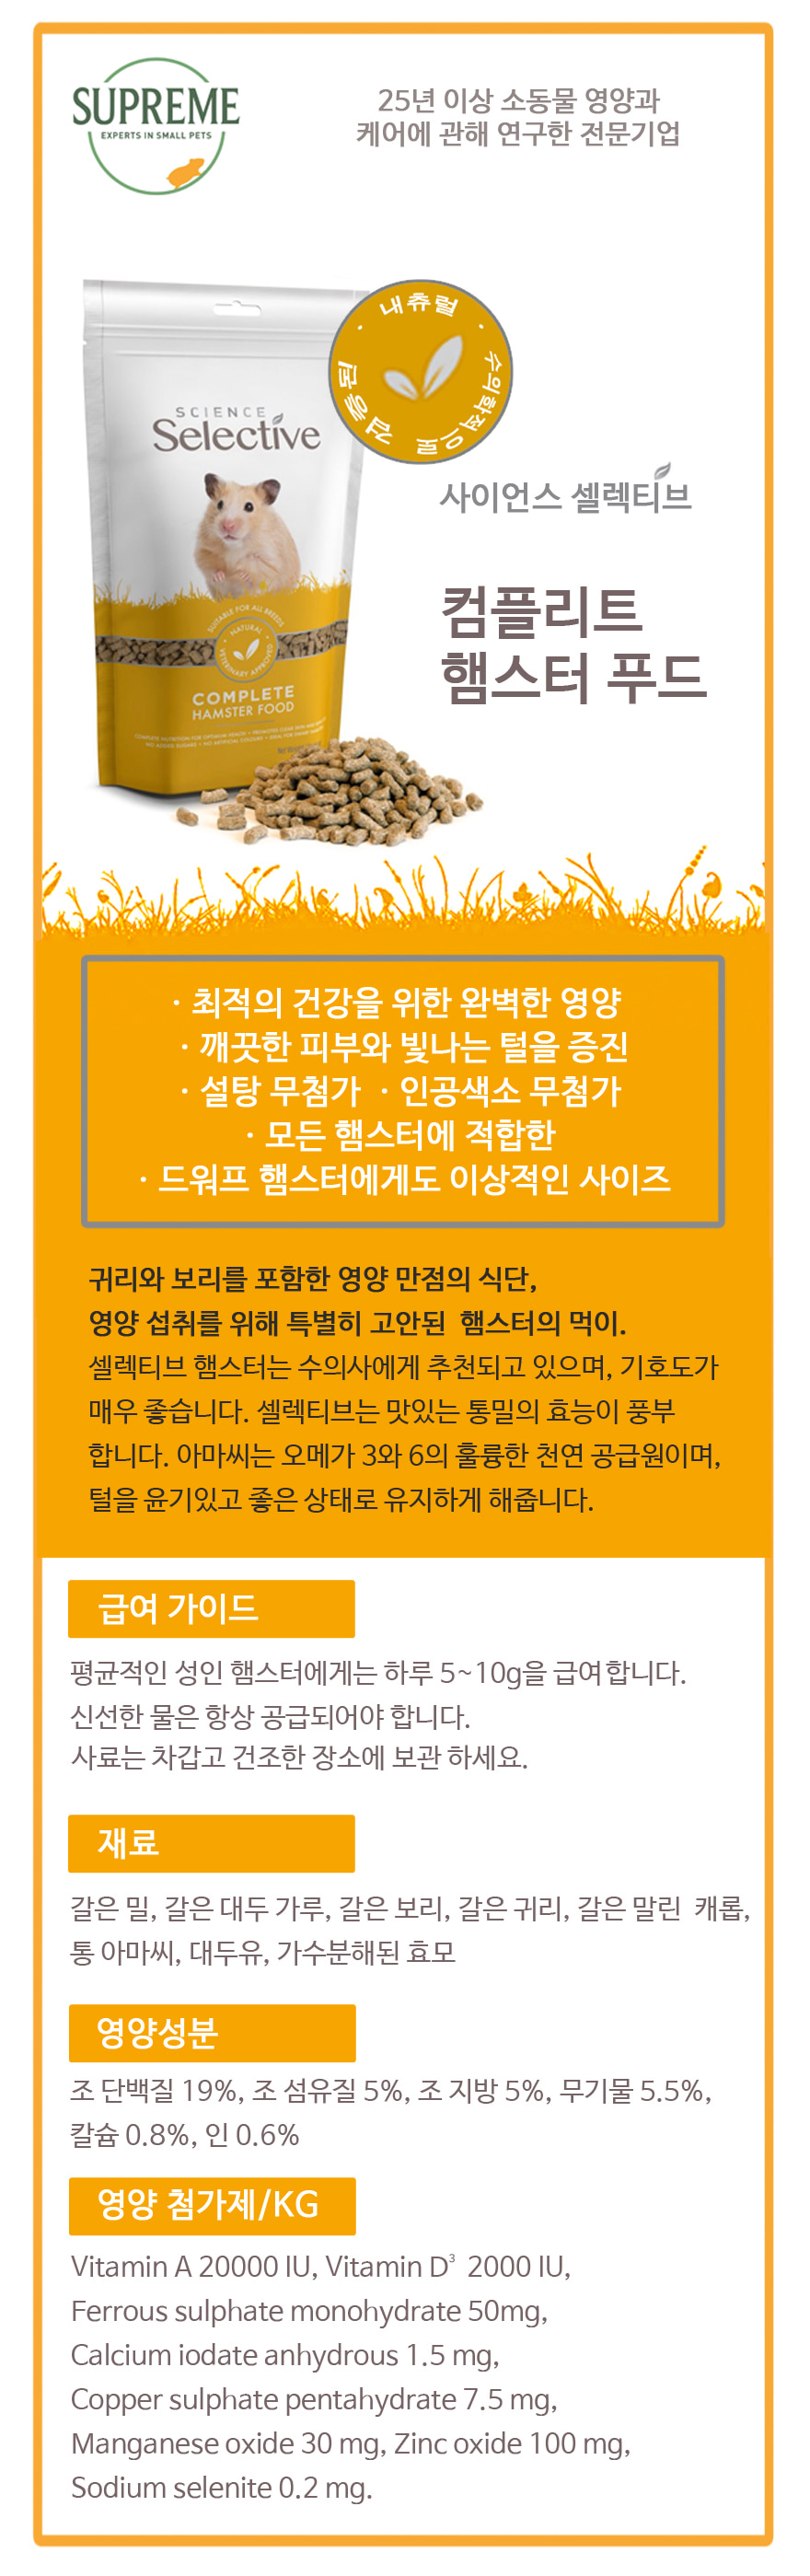 SUPREME
EXPERTS IN SMALL PETS
25년 이상 소동물 영양과
케어에 관해 연구한 전문기업
· 내츄럴 · 수의학적으로 검증된
SCIENCE
Selective
SUITABLE FOR ALL BREEDS
NATURAL
VETERINARY APPROVED
COMPLETE
HAMSTER FOOD
사이언스 셀렉티브
컴플리트
햄스터 푸드
· 최적의 건강을 위한 완벽한 영양
· 깨끗한 피부와 빛나는 털을 증진
· 설탕 무첨가 · 인공색소 무첨가
· 모든 햄스터에 적합한
· 드워프 햄스터에게도 이상적인 사이즈
귀리와 보리를 포함한 영양 만점의 식단,
영양 섭취를 위해 특별히 고안된 햄스터의 먹이.
셀렉티브 햄스터는 수의사에게 추천되고 있으며, 기호도가
매우 좋습니다. 셀렉티브는 맛있는 통밀의 효능이 풍부
합니다. 아마씨는 오메가 3와 6의 훌륭한 천연 공급원이며,
털을 윤기있고 좋은 상태로 유지하게 해줍니다.
급여 가이드
평균적인 성인 햄스터에게는 하루 5~10g을 급여합니다.
신선한 물은 항상 공급되어야 합니다.
사료는 차갑고 건조한 장소에 보관 하세요.
재료
갈은 밀, 갈은 대두 가루, 갈은 보리, 갈은 귀리, 갈은 말린 캐롭,
통 아마씨, 대두유, 가수분해된 효모
영양성분
조 단백질 19%, 조 섬유질 5%, 조 지방 5%, 무기물 5.5%,
칼슘 0.8%, 인 0.6%
영양 첨가제/KG
Vitamin A 20000 IU, Vitamin D³ 2000 IU,
Ferrous sulphate monohydrate 50mg,
Calcium iodate anhydrous 1.5 mg,
Copper sulphate pentahydrate 7.5 mg,
Manganese oxide 30 mg, Zinc oxide 100 mg,
Sodium selenite 0.2 mg.